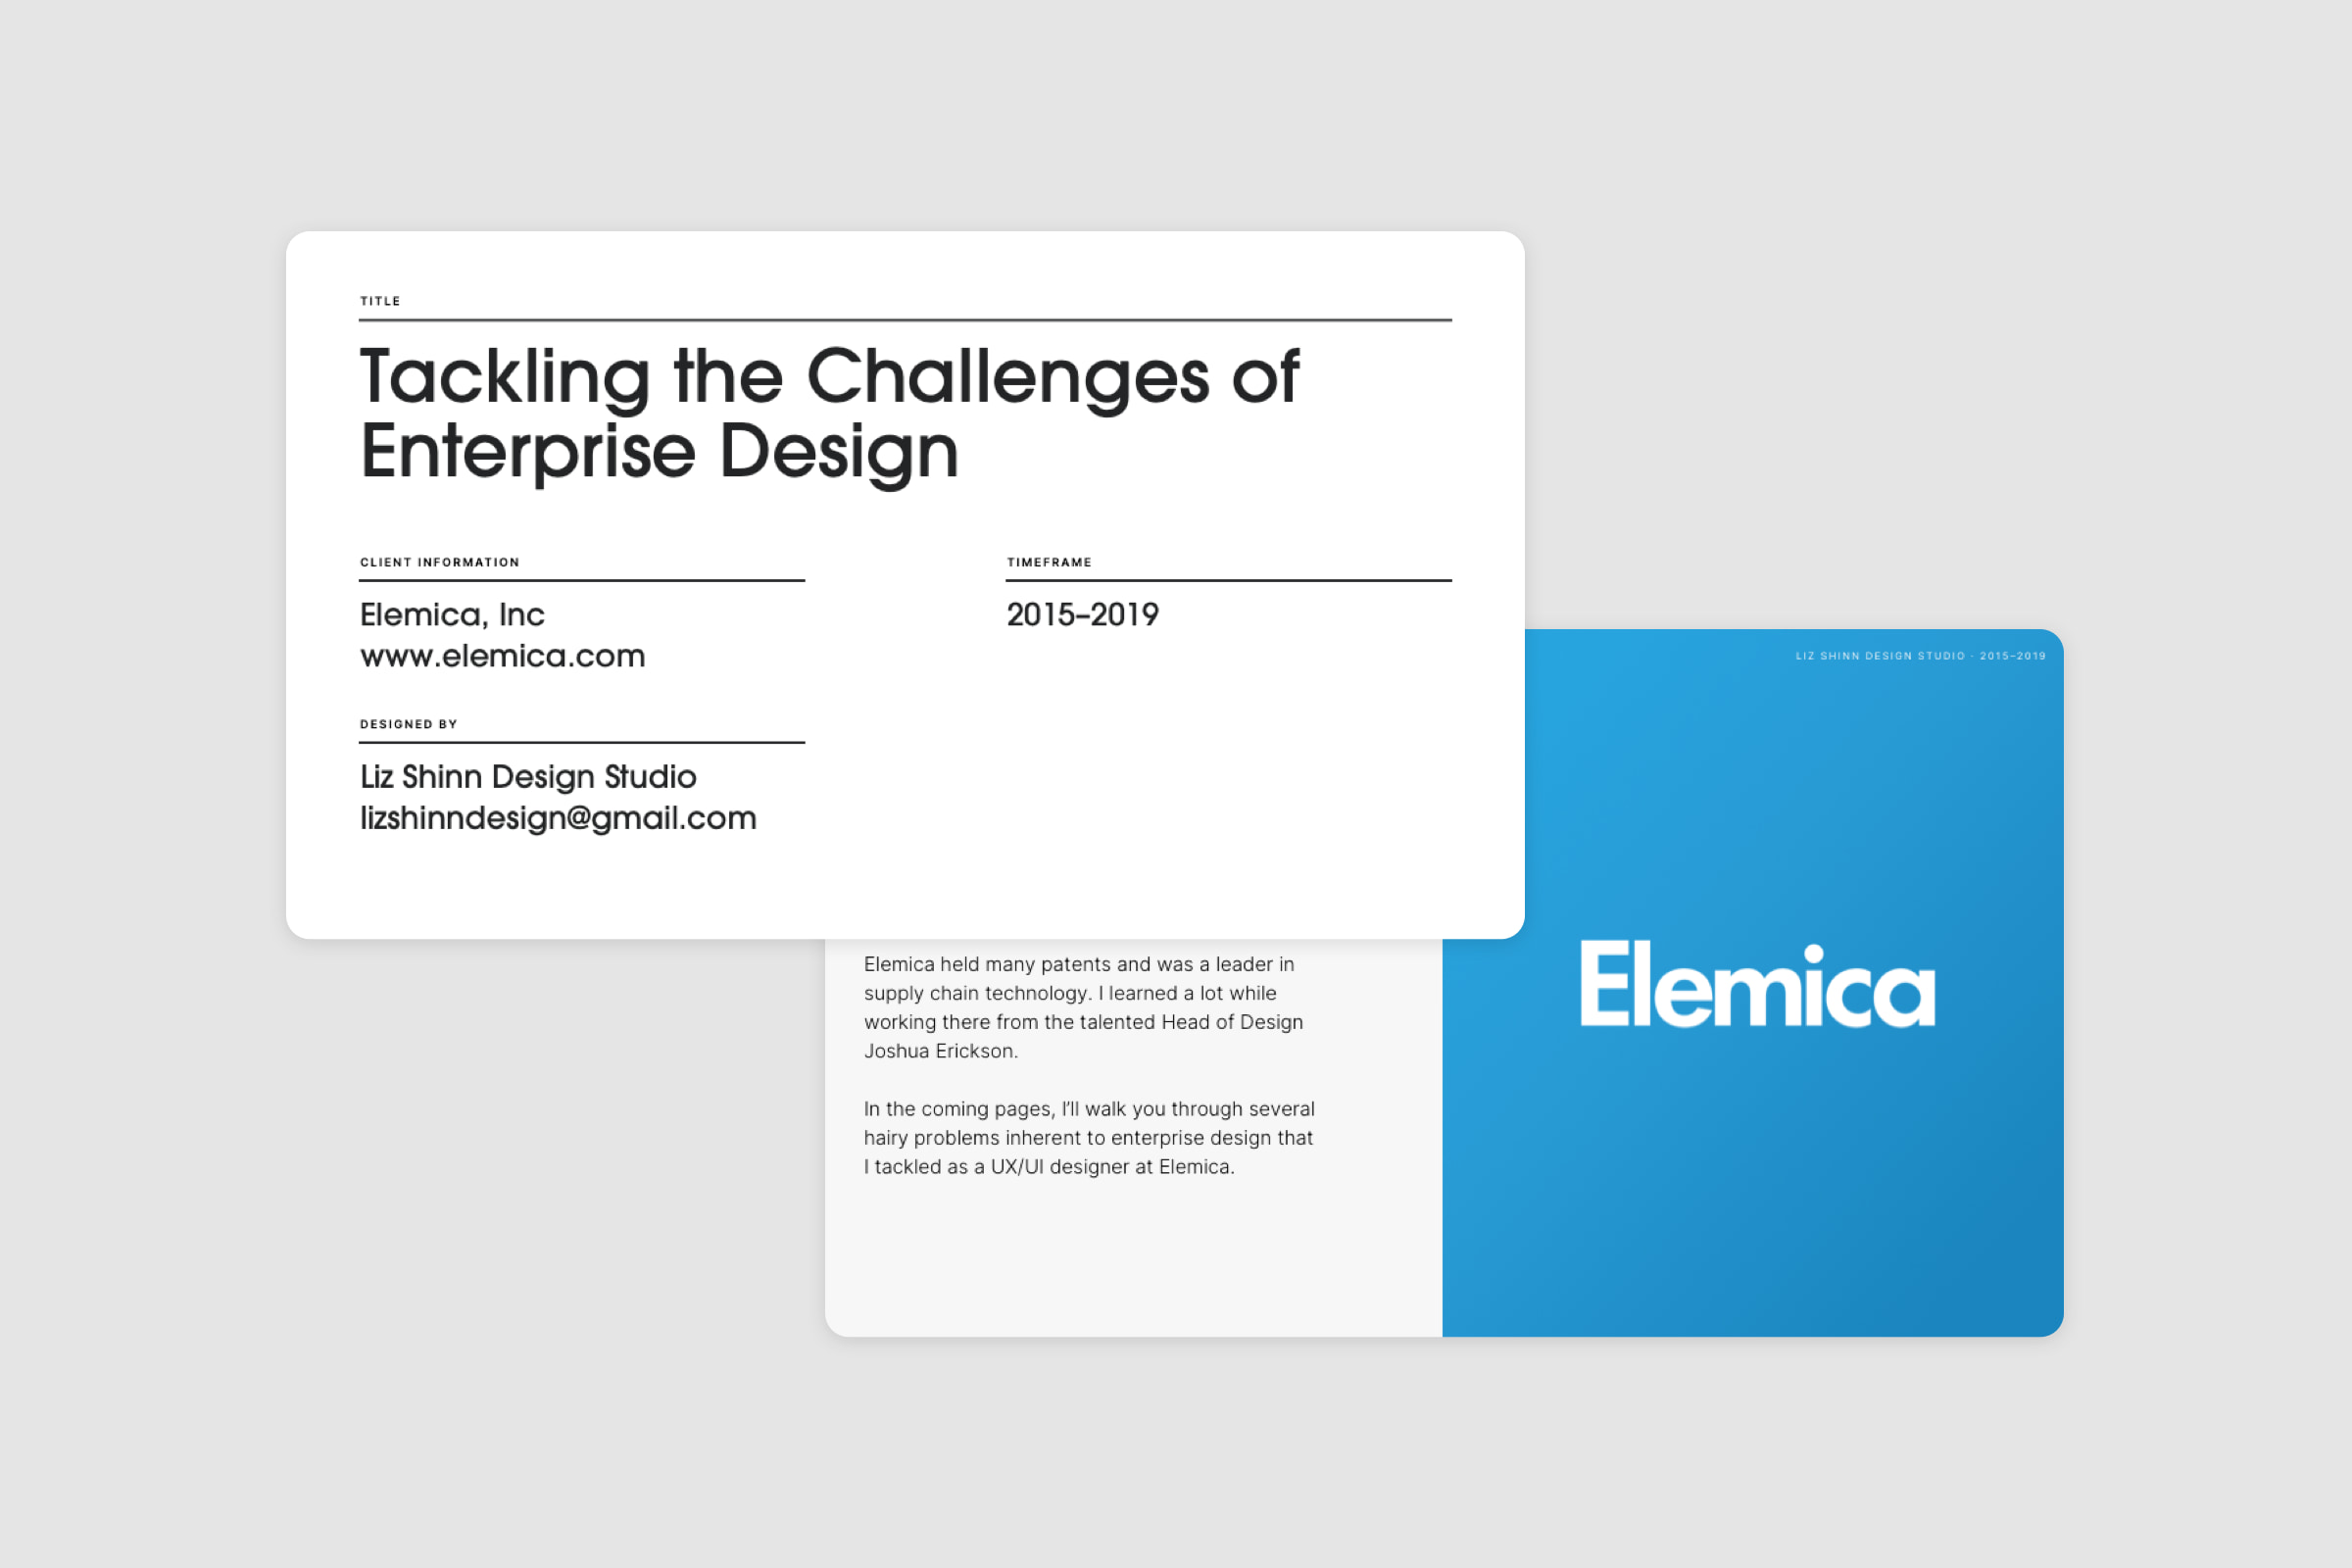 TITLE
Tackling the Challenges of
Enterprise Design
CLIENT INFORMATION
Elemica, Inc
www.elemica.com
TIMEFRAME
2015–2019
DESIGNED BY
Liz Shinn Design Studio
lizshinndesign@gmail.com
LIZ SHINN DESIGN STUDIO · 2015–2019
Elemica held many patents and was a leader in
supply chain technology. I learned a lot while
working there from the talented Head of Design
Joshua Erickson.
In the coming pages, I’ll walk you through several
hairy problems inherent to enterprise design that
I tackled as a UX/UI designer at Elemica.
Elemica